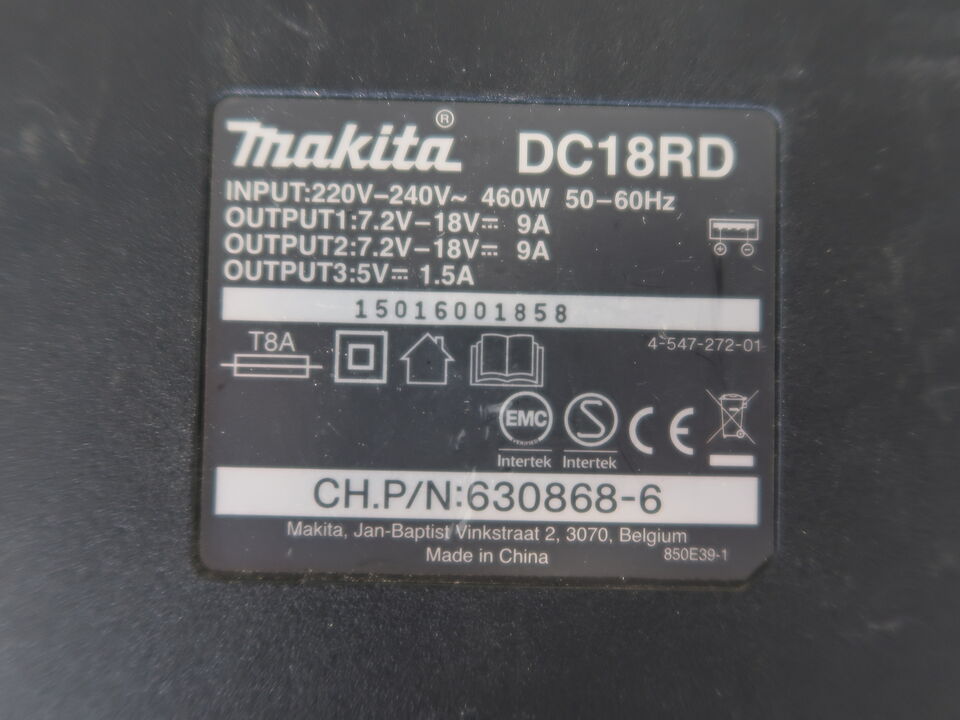 makita® DC18RD
INPUT:220V–240V~ 460W 50–60Hz
OUTPUT1:7.2V–18V⎓ 9A
OUTPUT2:7.2V–18V⎓ 9A
OUTPUT3:5V⎓ 1.5A
15016001858
T8A
4-547-272-01
EMC
S
CE
Intertek Intertek
CH.P/N:630868-6
Makita, Jan-Baptist Vinkstraat 2, 3070, Belgium
Made in China
850E39-1